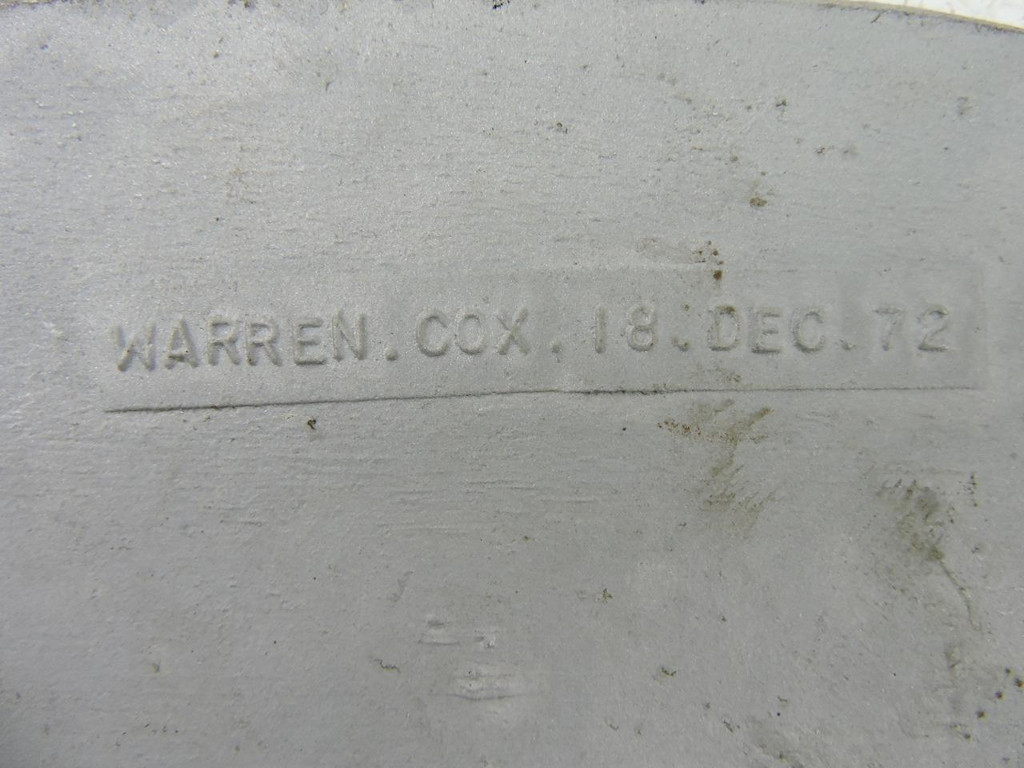 WARREN. COX. 18. DEC. 72